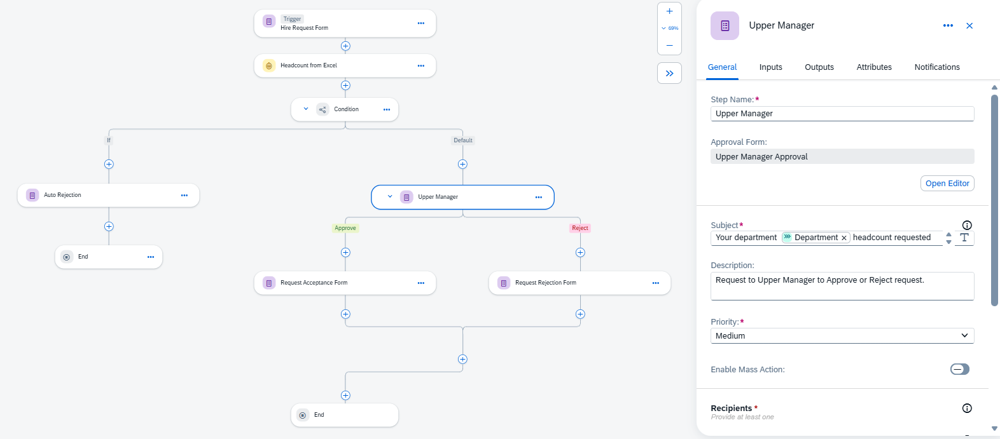 Trigger
Hire Request Form
Headcount from Excel
Condition
If
Default
Auto Rejection
Upper Manager
Approve
Reject
End
Request Acceptance Form
Request Rejection Form
End
69%
Upper Manager
General Inputs Outputs Attributes Notifications
Step Name:*
Upper Manager
Approval Form:
Upper Manager Approval
Open Editor
Subject*
Your department Department × headcount requested
Description:
Request to Upper Manager to Approve or Reject request.
Priority:*
Medium
Enable Mass Action:
Recipients *
Provide at least one